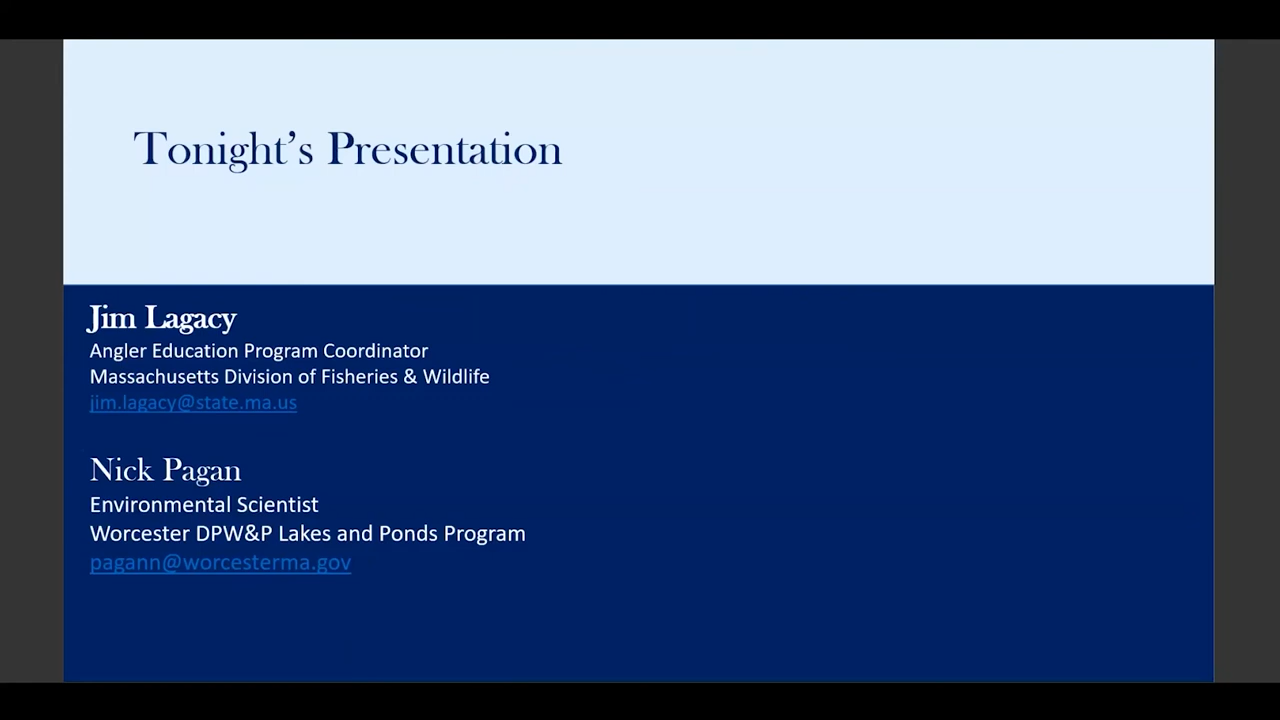 Tonight’s Presentation
Jim Lagacy
Angler Education Program Coordinator
Massachusetts Division of Fisheries & Wildlife
jim.lagacy@state.ma.us
Nick Pagan
Environmental Scientist
Worcester DPW&P Lakes and Ponds Program
pagann@worcesterma.gov